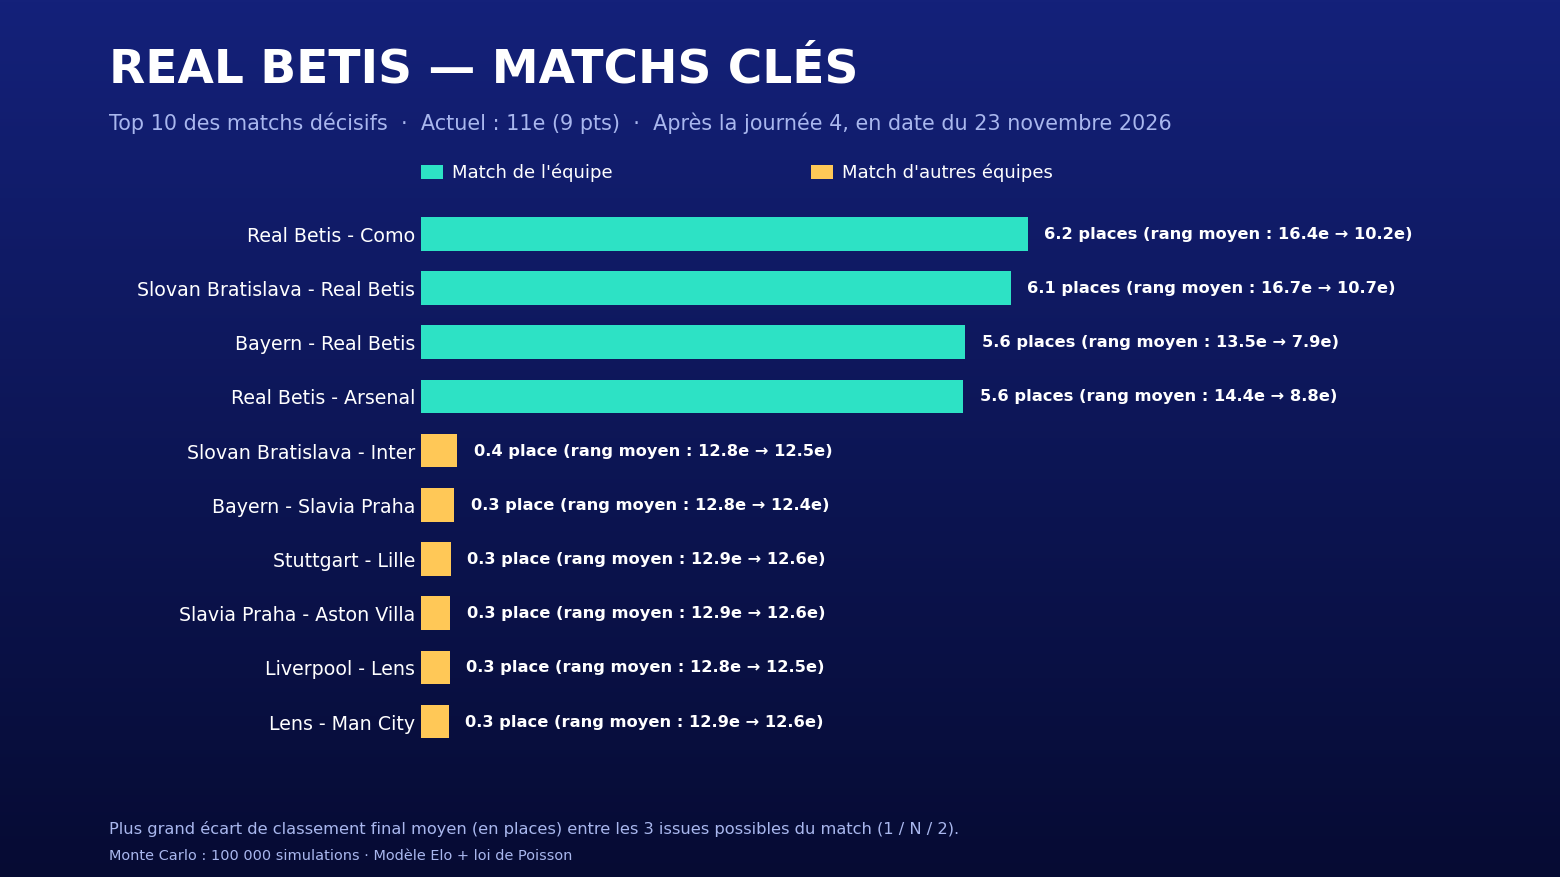 REAL BETIS — MATCHS CLÉS
Top 10 des matchs décisifs · Actuel : 11e (9 pts) · Après la journée 4, en date du 23 novembre 2026
Match de l'équipe Match d'autres équipes
Real Betis - Como 6.2 places (rang moyen : 16.4e → 10.2e)
Slovan Bratislava - Real Betis 6.1 places (rang moyen : 16.7e → 10.7e)
Bayern - Real Betis 5.6 places (rang moyen : 13.5e → 7.9e)
Real Betis - Arsenal 5.6 places (rang moyen : 14.4e → 8.8e)
Slovan Bratislava - Inter 0.4 place (rang moyen : 12.8e → 12.5e)
Bayern - Slavia Praha 0.3 place (rang moyen : 12.8e → 12.4e)
Stuttgart - Lille 0.3 place (rang moyen : 12.9e → 12.6e)
Slavia Praha - Aston Villa 0.3 place (rang moyen : 12.9e → 12.6e)
Liverpool - Lens 0.3 place (rang moyen : 12.8e → 12.5e)
Lens - Man City 0.3 place (rang moyen : 12.9e → 12.6e)
Plus grand écart de classement final moyen (en places) entre les 3 issues possibles du match (1 / N / 2).
Monte Carlo : 100 000 simulations · Modèle Elo + loi de Poisson